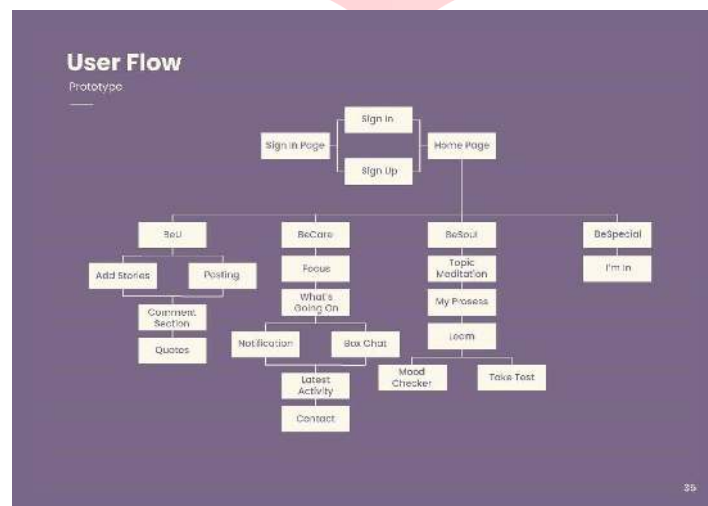 User Flow
Prototype
Sign In
Sign In Page
Home Page
Sign Up
BeU
BeCare
BeSoul
BeSpecial
Add Stories
Posting
Focus
Topic
Meditation
I'm In
Comment
Section
What's
Going On
My Prosess
Quotes
Notification
Box Chat
Learn
Latest
Activity
Mood
Checker
Take Test
Contact
35